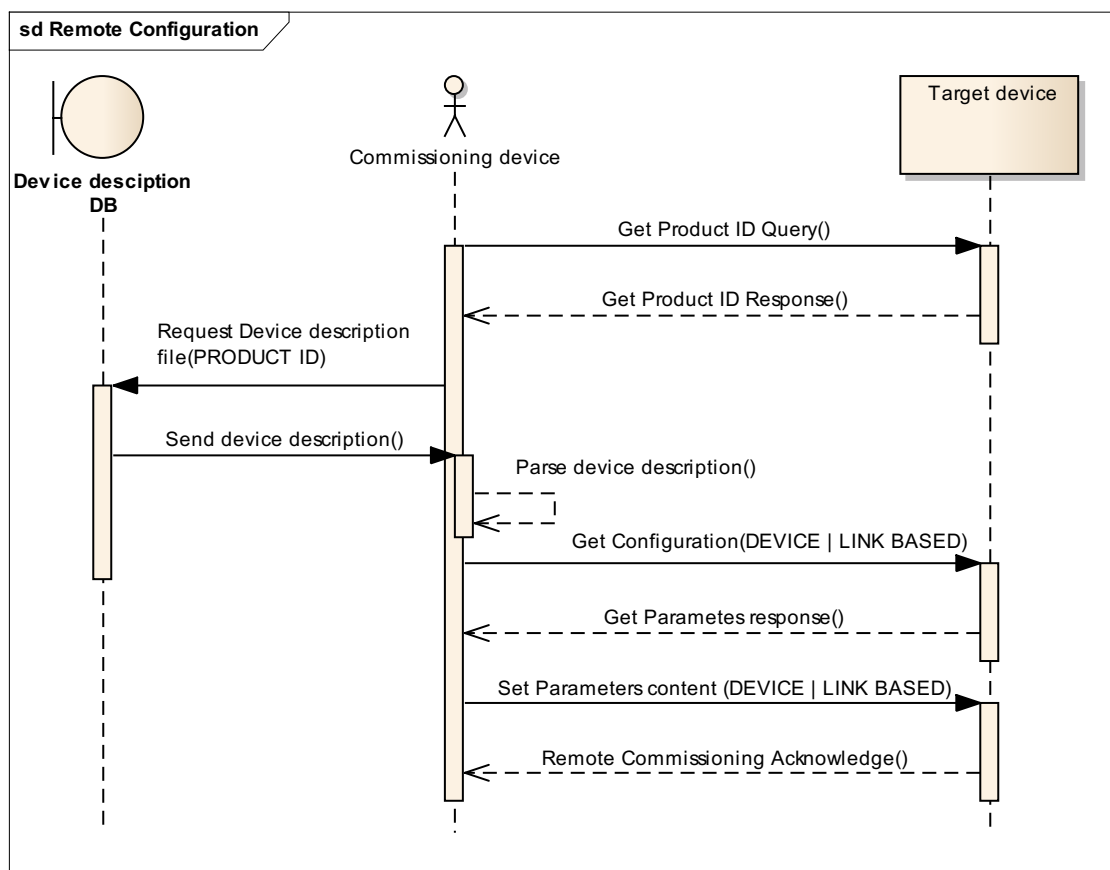 sd Remote Configuration
Device desciption
DB
Commissioning device
Target device
Get Product ID Query()
Get Product ID Response()
Request Device description
file(PRODUCT ID)
Send device description()
Parse device description()
Get Configuration(DEVICE | LINK BASED)
Get Parametes response()
Set Parameters content (DEVICE | LINK BASED)
Remote Commissioning Acknowledge()